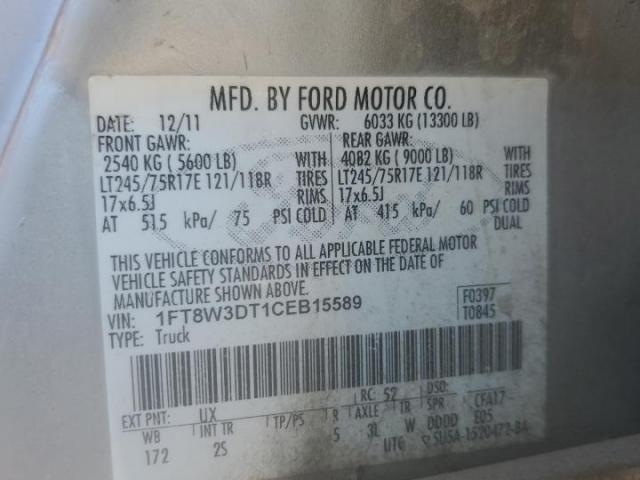 MFD. BY FORD MOTOR CO.
DATE: 12/11 GVWR: 6033 KG (13300 LB)
FRONT GAWR: REAR GAWR:
2540 KG ( 5600 LB) WITH 4082 KG ( 9000 LB) WITH
LT245/75R17E 121/118R TIRES LT245/75R17E 121/118R TIRES
17x6.5J RIMS 17x6.5J RIMS
AT 515 kPa/ 75 PSI COLD AT 415 kPa/ 60 PSI COLD
DUAL
THIS VEHICLE CONFORMS TO ALL APPLICABLE FEDERAL MOTOR
VEHICLE SAFETY STANDARDS IN EFFECT ON THE DATE OF
MANUFACTURE SHOWN ABOVE.
VIN: 1FT8W3DT1CEB15589 F0397
TYPE: Truck T0845
EXT PNT: UX RC: 52 DSO:
WB INT TR TP/PS R AXLE TR SPR CFA17
172 2S 5 3L W DDDD E05
UTC